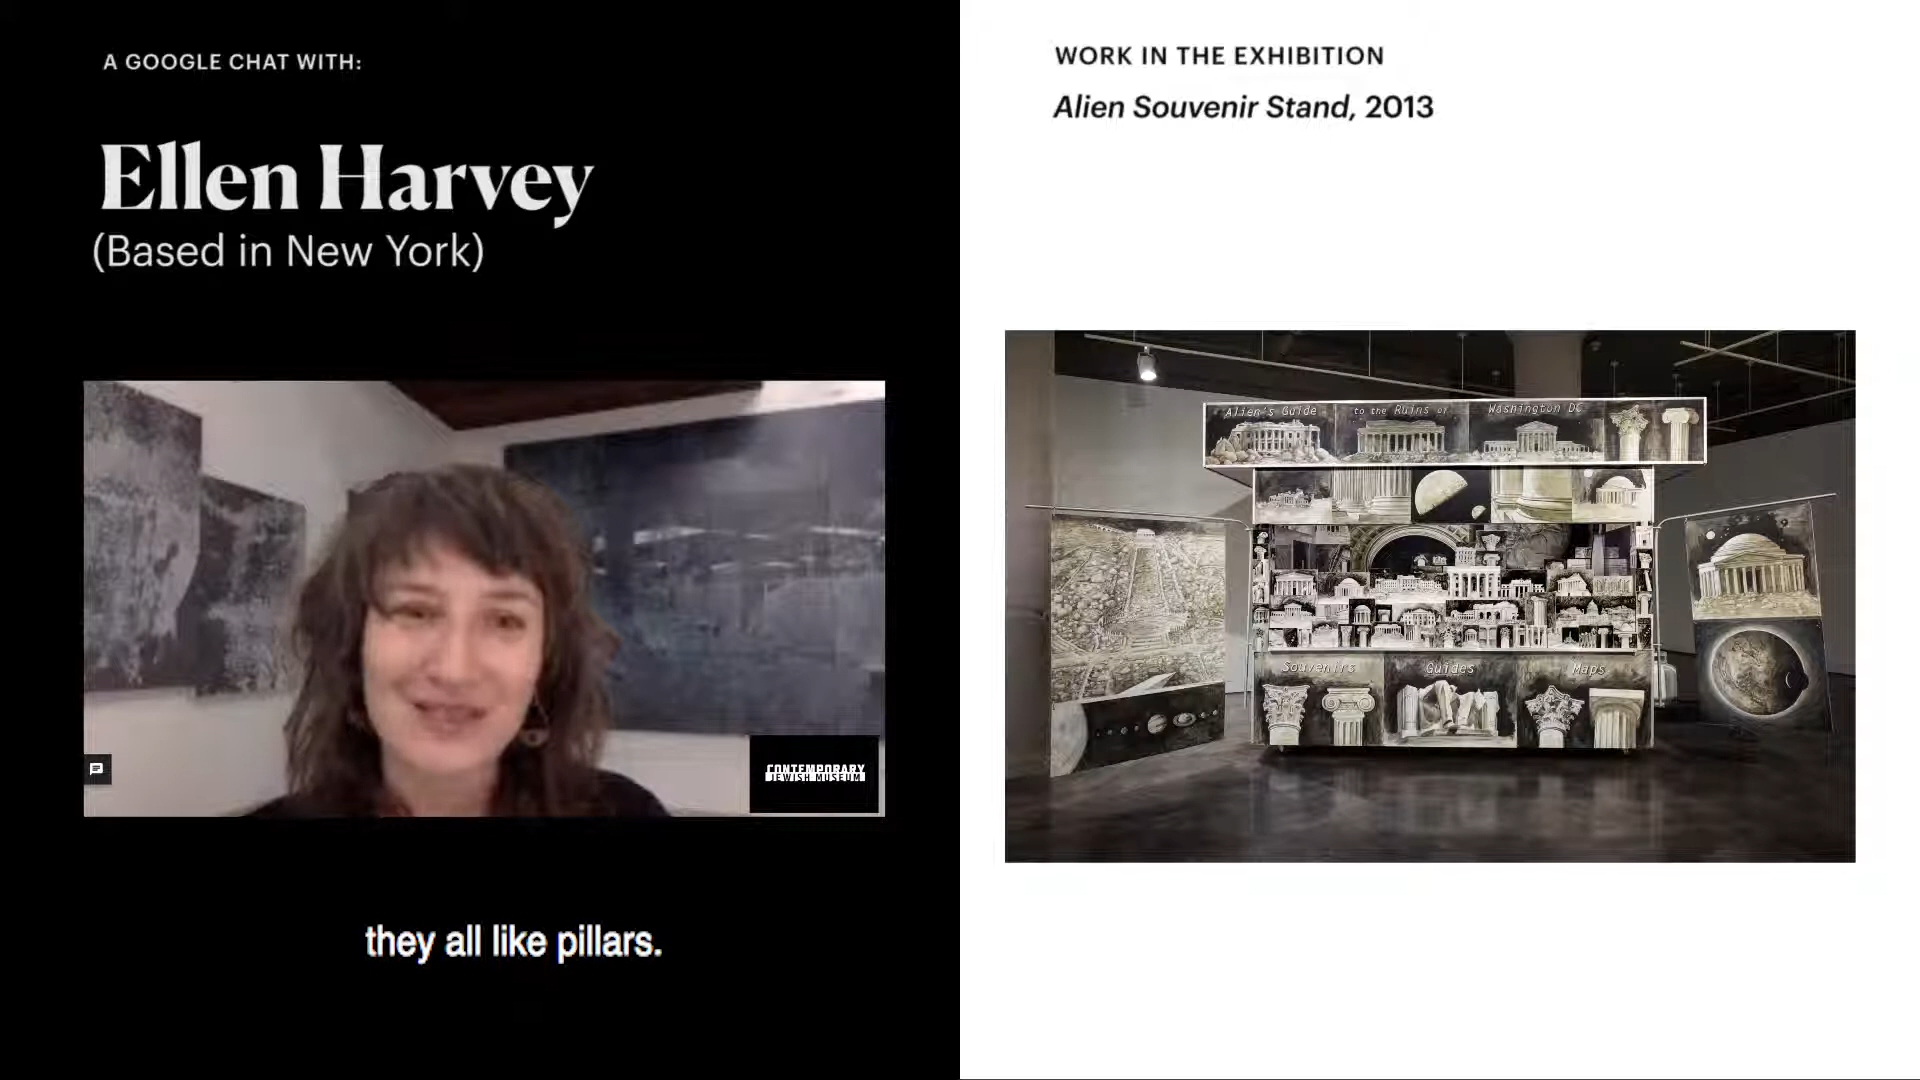 A GOOGLE CHAT WITH:
Ellen Harvey
(Based in New York)
CONTEMPORARY
JEWISH MUSEUM
they all like pillars.
WORK IN THE EXHIBITION
Alien Souvenir Stand, 2013
Alien's Guide to the Ruins of Washington DC
Souvenirs Guides Maps